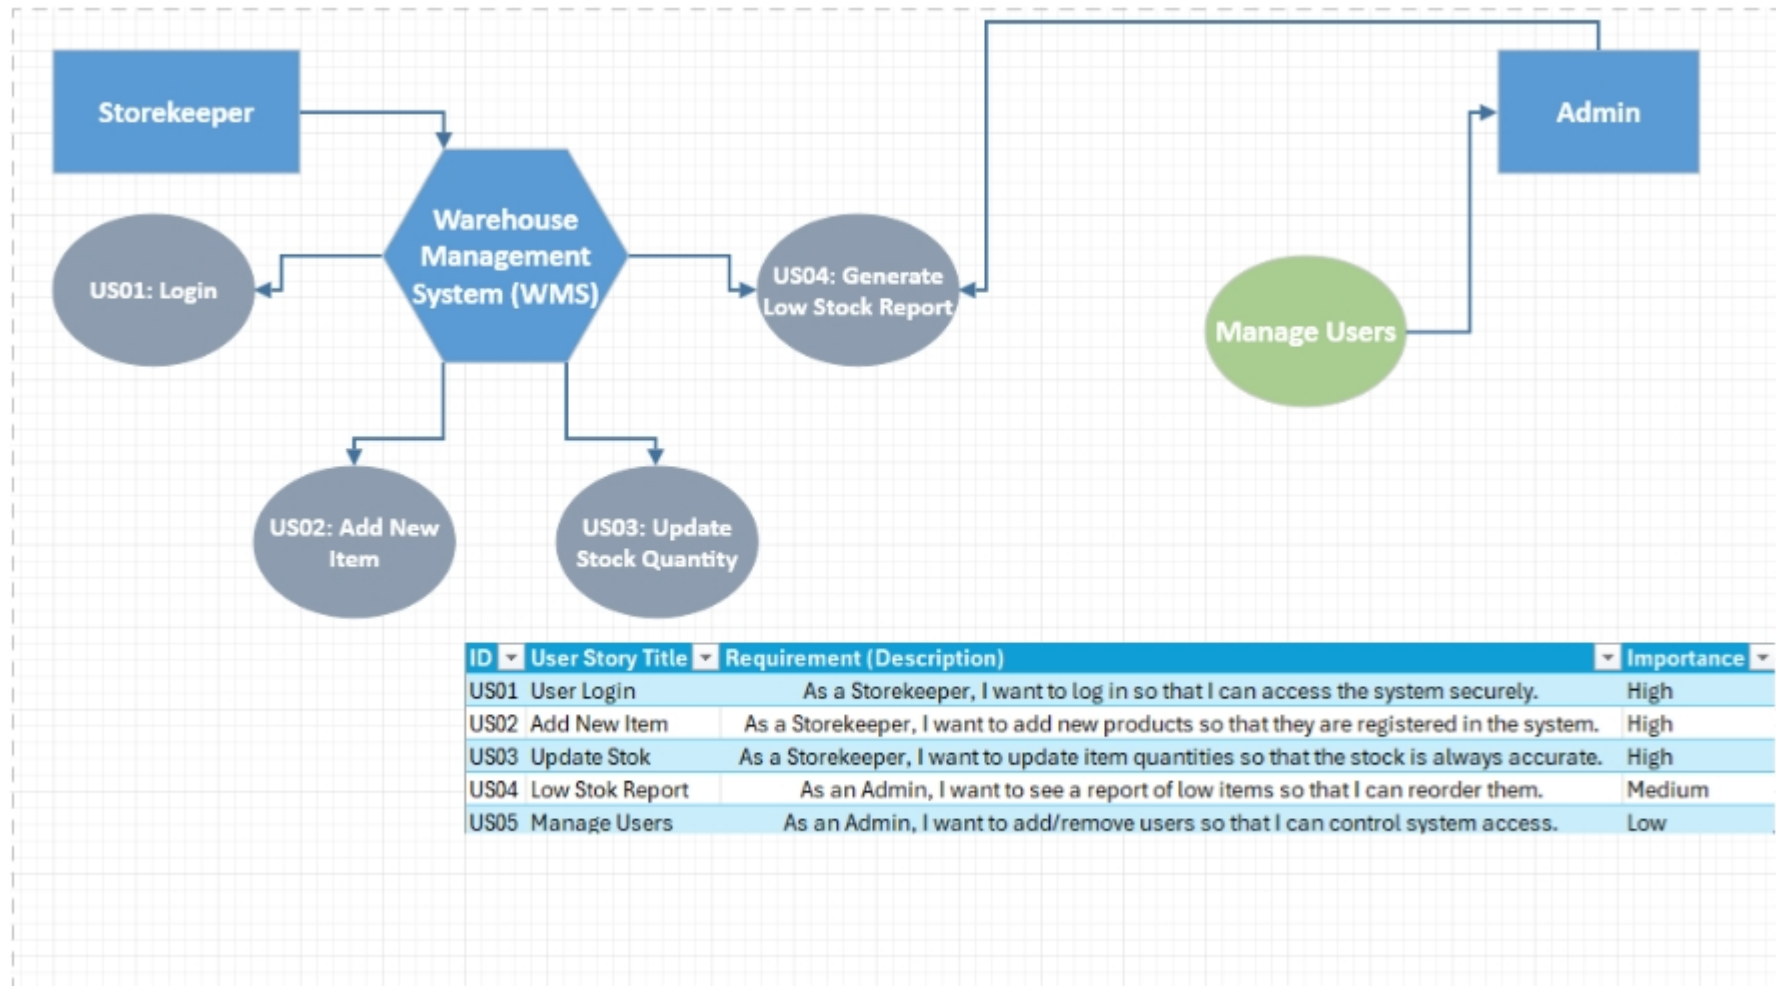 Storekeeper
Admin
Warehouse
Management
System (WMS)
US01: Login
US04: Generate
Low Stock Report
Manage Users
US02: Add New
Item
US03: Update
Stock Quantity
ID User Story Title Requirement (Description) Importance
US01 User Login As a Storekeeper, I want to log in so that I can access the system securely. High
US02 Add New Item As a Storekeeper, I want to add new products so that they are registered in the system. High
US03 Update Stok As a Storekeeper, I want to update item quantities so that the stock is always accurate. High
US04 Low Stok Report As an Admin, I want to see a report of low items so that I can reorder them. Medium
US05 Manage Users As an Admin, I want to add/remove users so that I can control system access. Low